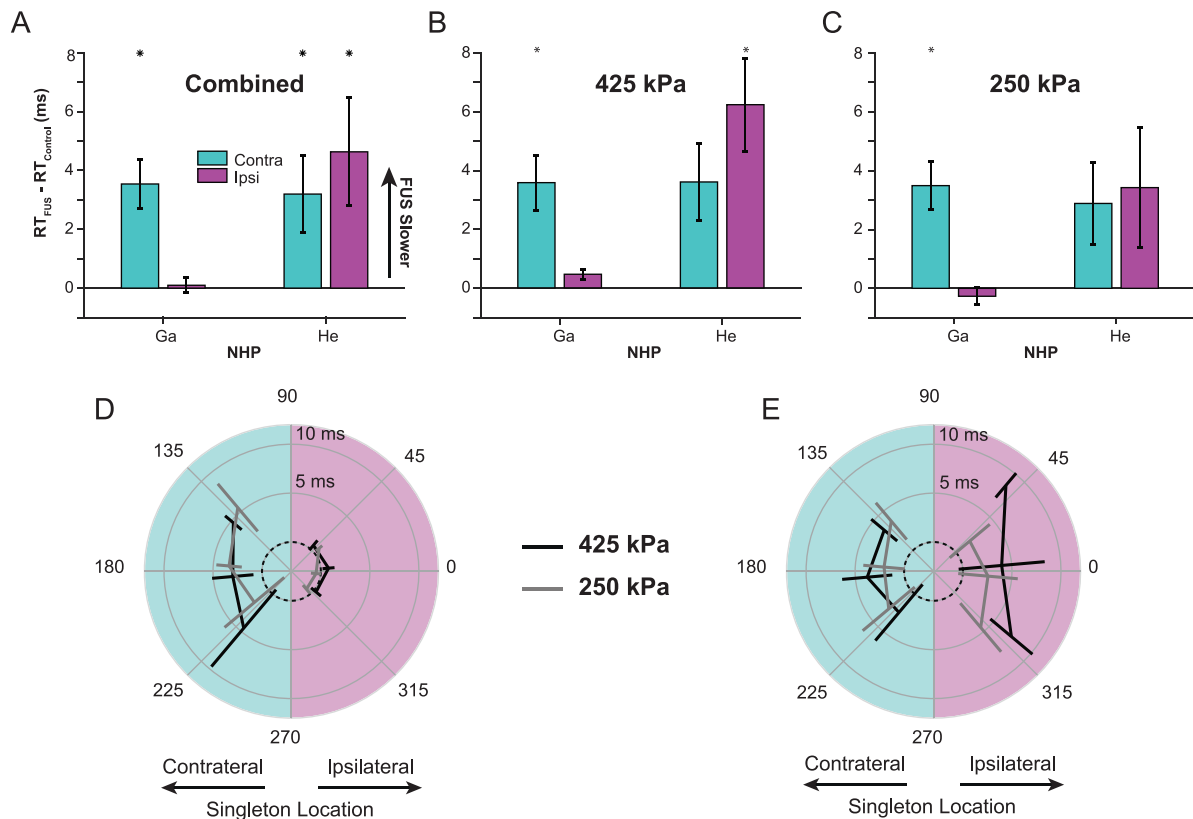 A
B
C
8
6
4
2
0
RT_FUS - RT_Control (ms)
*
*
*
Combined
Contra
Ipsi
FUS Slower
Ga
He
NHP
8
6
4
2
0
*
*
425 kPa
Ga
He
NHP
8
6
4
2
0
*
250 kPa
Ga
He
NHP
D
90
135
45
10 ms
5 ms
180
0
225
315
270
Contrateral
Ipsilateral
Singleton Location
425 kPa
250 kPa
E
90
135
45
10 ms
5 ms
180
0
225
315
270
Contrateral
Ipsilateral
Singleton Location